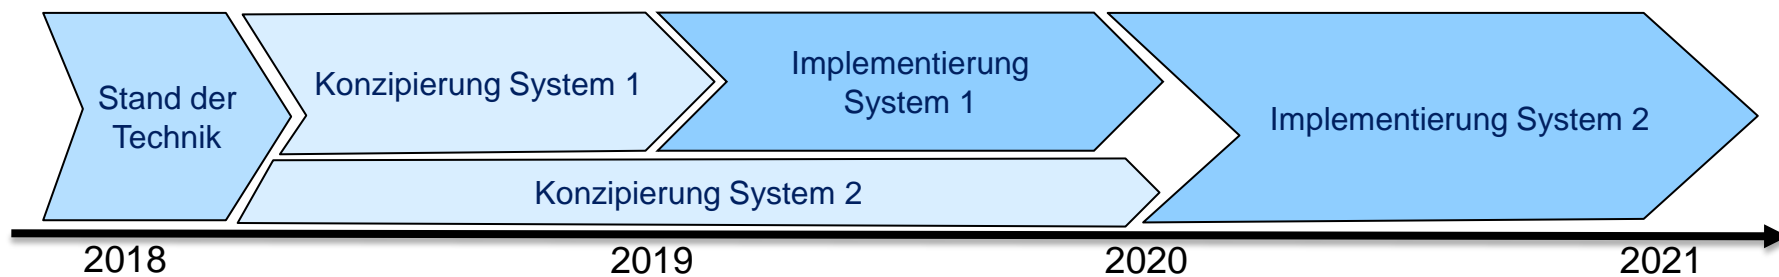 Stand der
Technik
Konzipierung System 1
Implementierung
System 1
Konzipierung System 2
Implementierung System 2
2018
2019
2020
2021